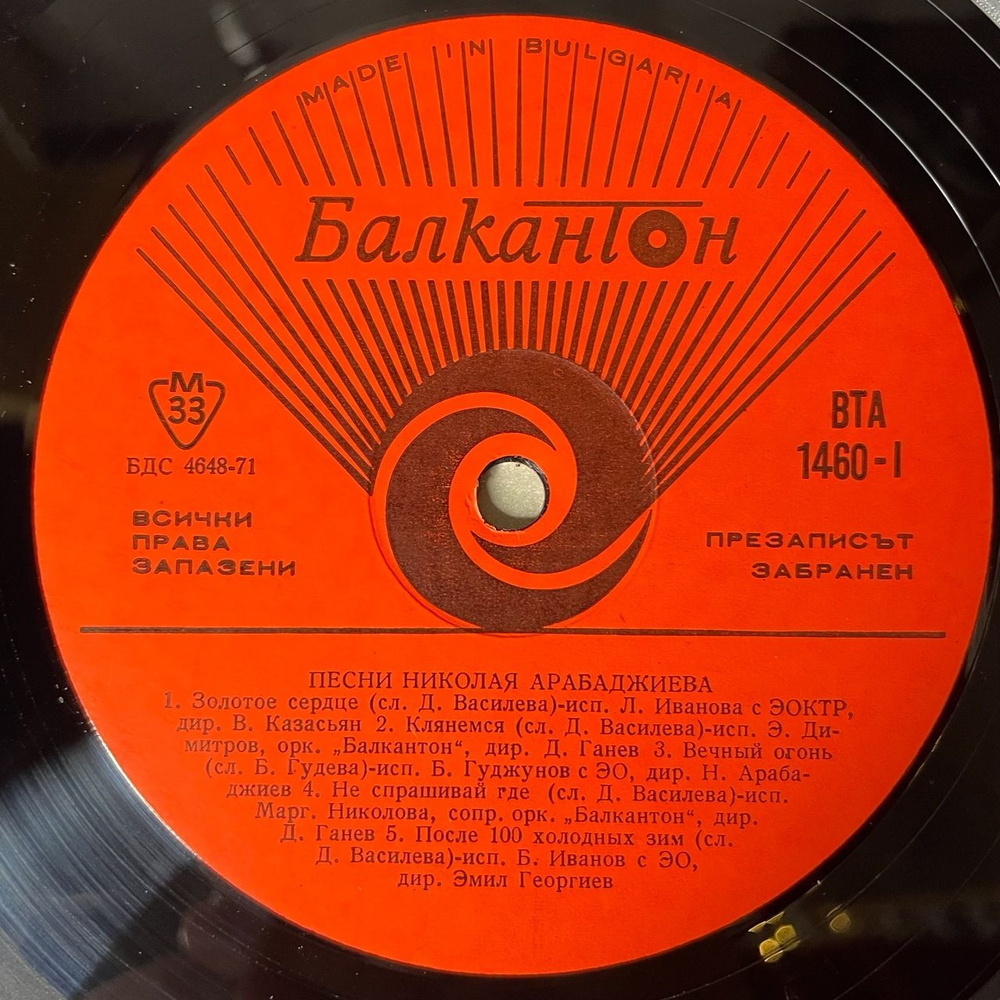 MADE IN BULGARIA
Балкантон
М
33
БДС 4648-71
ВСИЧКИ
ПРАВА
ЗАПАЗЕНИ
ВТА
1460-I
ПРЕЗАПИСЪТ
ЗАБРАНЕН
ПЕСНИ НИКОЛАЯ АРАБАДЖИЕВА
1. Золотое сердце (сл. Д. Василева)-исп. Л. Иванова с ЭОКТР,
дир. В. Казасьян 2. Клянемся (сл. Д. Василева)-исп. Э. Ди-
митров, орк. „Балкантон“, дир. Д. Ганев 3. Вечный огонь
(сл. Б. Гудева)-исп. Б. Гуджунов с ЭО, дир. Н. Араба-
джиев 4. Не спрашивай где (сл. Д. Василева)-исп.
Марг. Николова, сопр. орк. „Балкантон“, дир.
Д. Ганев 5. После 100 холодных зим (сл.
Д. Василева)-исп. Б. Иванов с ЭО,
дир. Эмил Георгиев